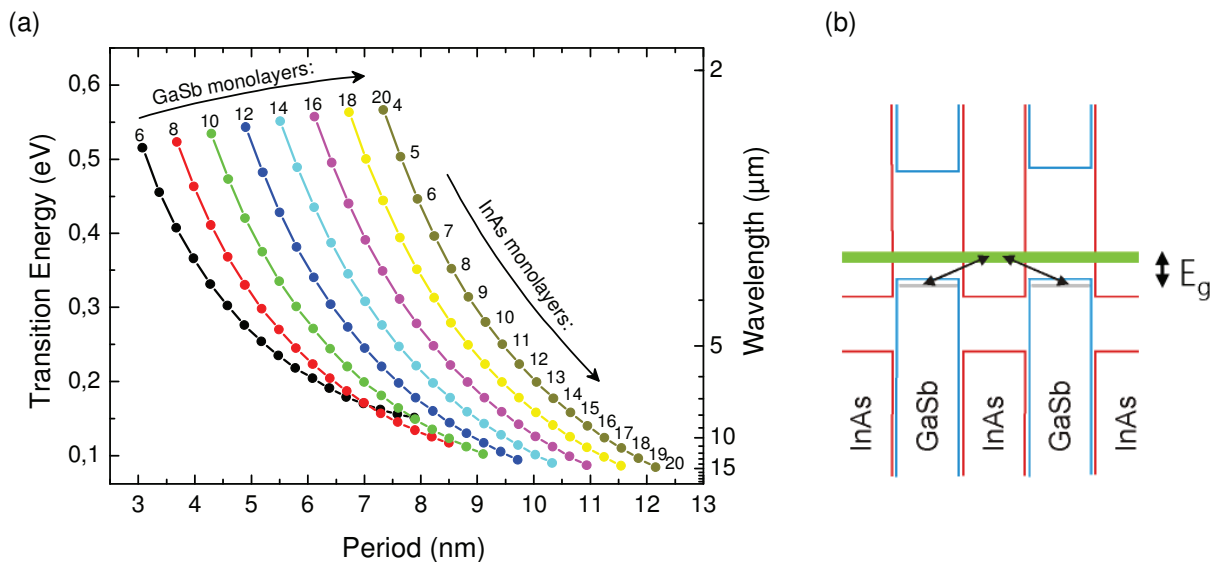 (a)
(b)
GaSb monolayers:
6
8
10
12
14
16
18
20
4
5
6
7
8
9
10
11
12
13
14
15
16
17
18
19
20
InAs monolayers:
0,6
0,5
0,4
0,3
0,2
0,1
Transition Energy (eV)
3 4 5 6 7 8 9 10 11 12 13
Period (nm)
2
5
10
15
Wavelength (µm)
E_g
InAs
GaSb
InAs
GaSb
InAs